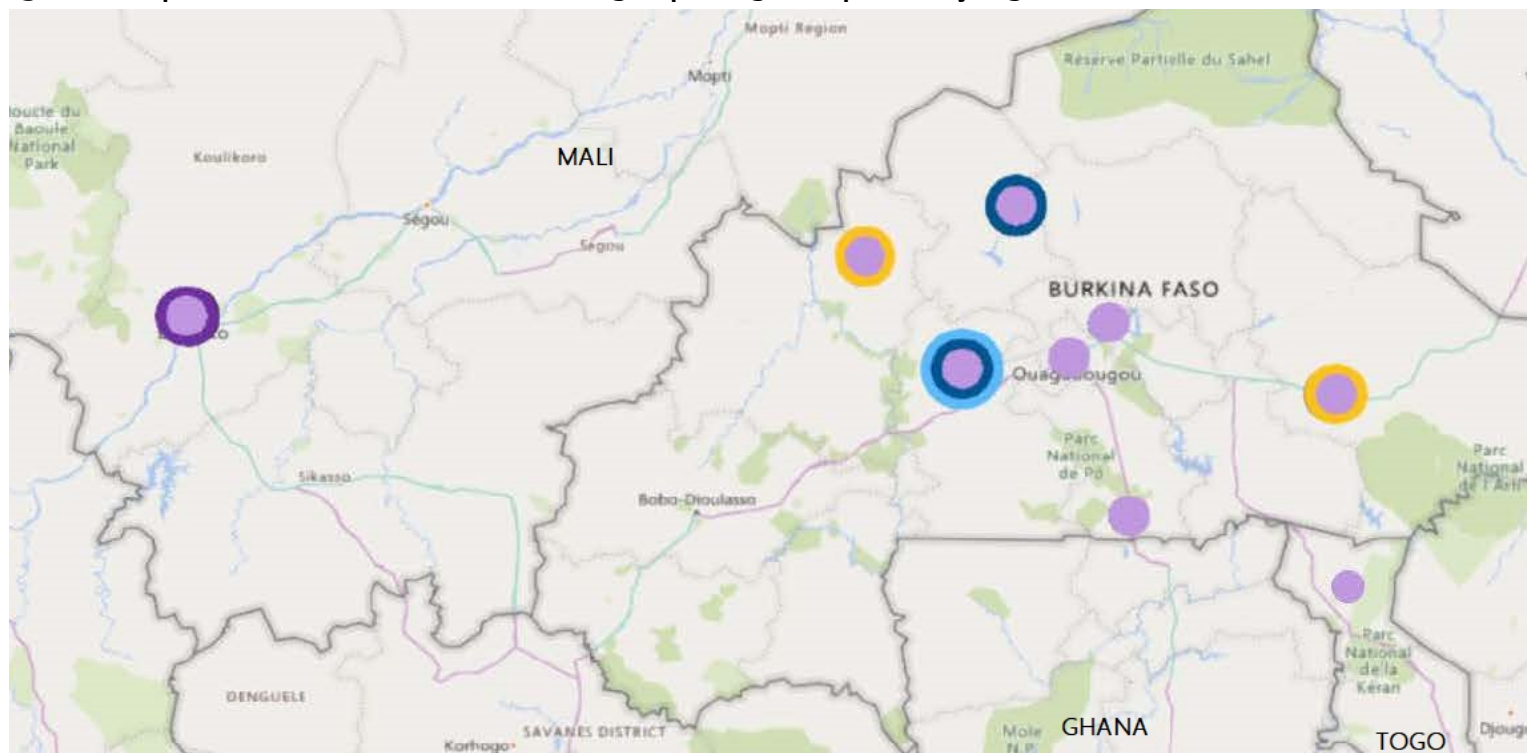 Mopti Region
Réserve Partielle du Sahel
Mopti
Boucle du
Baoule
National
Park
Koulikoro
MALI
Ségou
Ségou
BURKINA FASO
Ouagadougou
Parc
National
de Pô
Parc
National
de l'Arli
Sikasso
Bobo-Dioulasso
Parc
National
de la
Kéran
DENGUELE
SAVANES DISTRICT
Korhogo
Mole
N.P.
GHANA
TOGO
Djoug